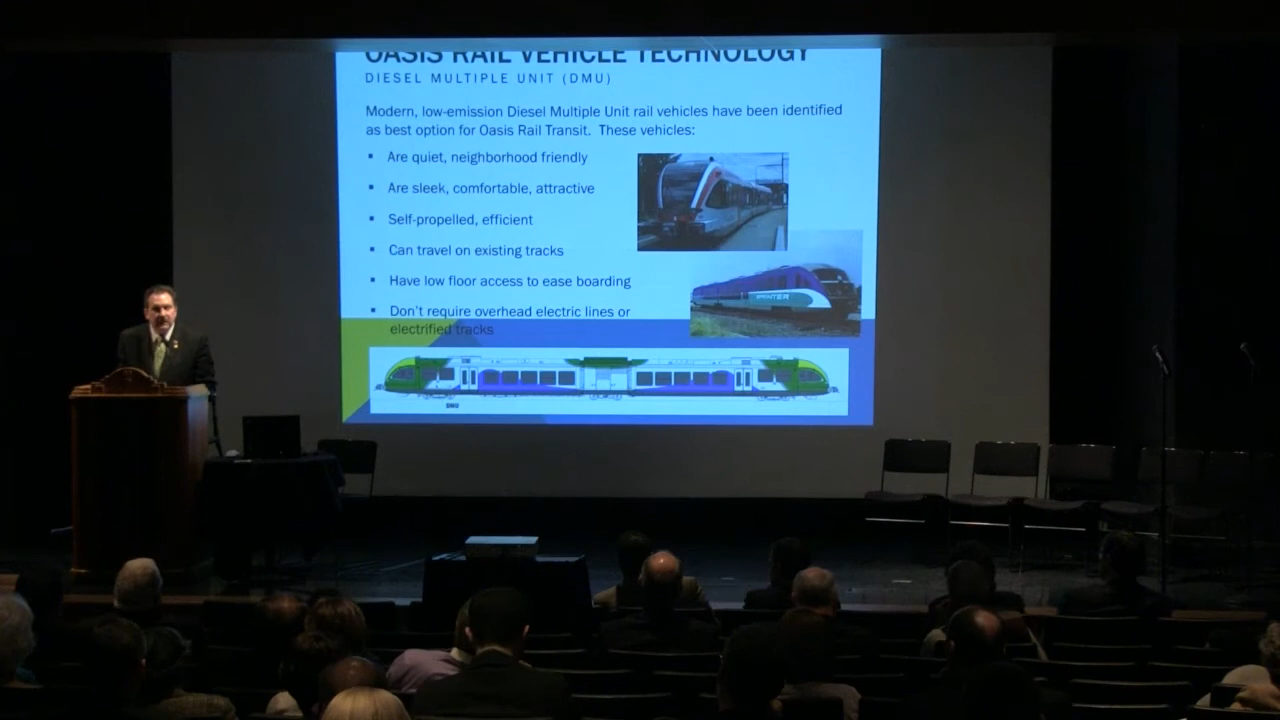 OASIS RAIL VEHICLE TECHNOLOGY
DIESEL MULTIPLE UNIT (DMU)
Modern, low-emission Diesel Multiple Unit rail vehicles have been identified
as best option for Oasis Rail Transit. These vehicles:
▪ Are quiet, neighborhood friendly
▪ Are sleek, comfortable, attractive
▪ Self-propelled, efficient
▪ Can travel on existing tracks
▪ Have low floor access to ease boarding
▪ Don't require overhead electric lines or
electrified tracks
SPRINTER
DMU